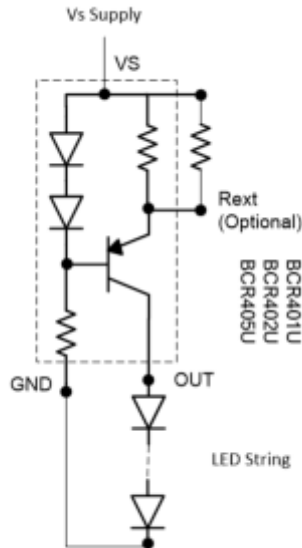 Vs Supply
VS
Rext
(Optional)
BCR401U
BCR402U
BCR405U
GND
OUT
LED String